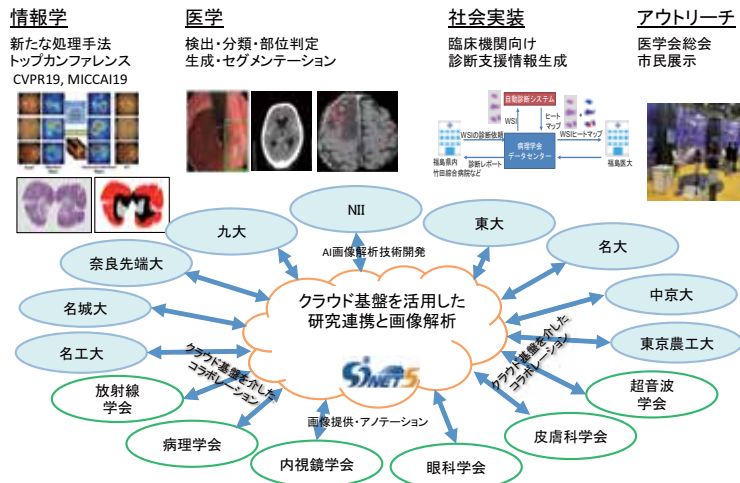 情報学
新たな処理手法
トップカンファレンス
CVPR19, MICCAI19
医学
検出・分類・部位判定
生成・セグメンテーション
社会実装
臨床機関向け
診断支援情報生成
アウトリーチ
医学会総会
市民展示
自動診断システム
WSI
ヒート
マップ
WSIの診断依頼
WSIヒートマップ
病理学会
データセンター
診断レポート
福島県内
竹田綜合病院など
福島医大
NII
九大
東大
奈良先端大
名大
名城大
中京大
名工大
東京農工大
AI画像解析技術開発
クラウド基盤を活用した
研究連携と画像解析
SINET5
クラウド基盤を介した
コラボレーション
クラウド基盤を介した
コラボレーション
画像提供・アノテーション
放射線
学会
病理学会
内視鏡学会
眼科学会
皮膚科学会
超音波
学会